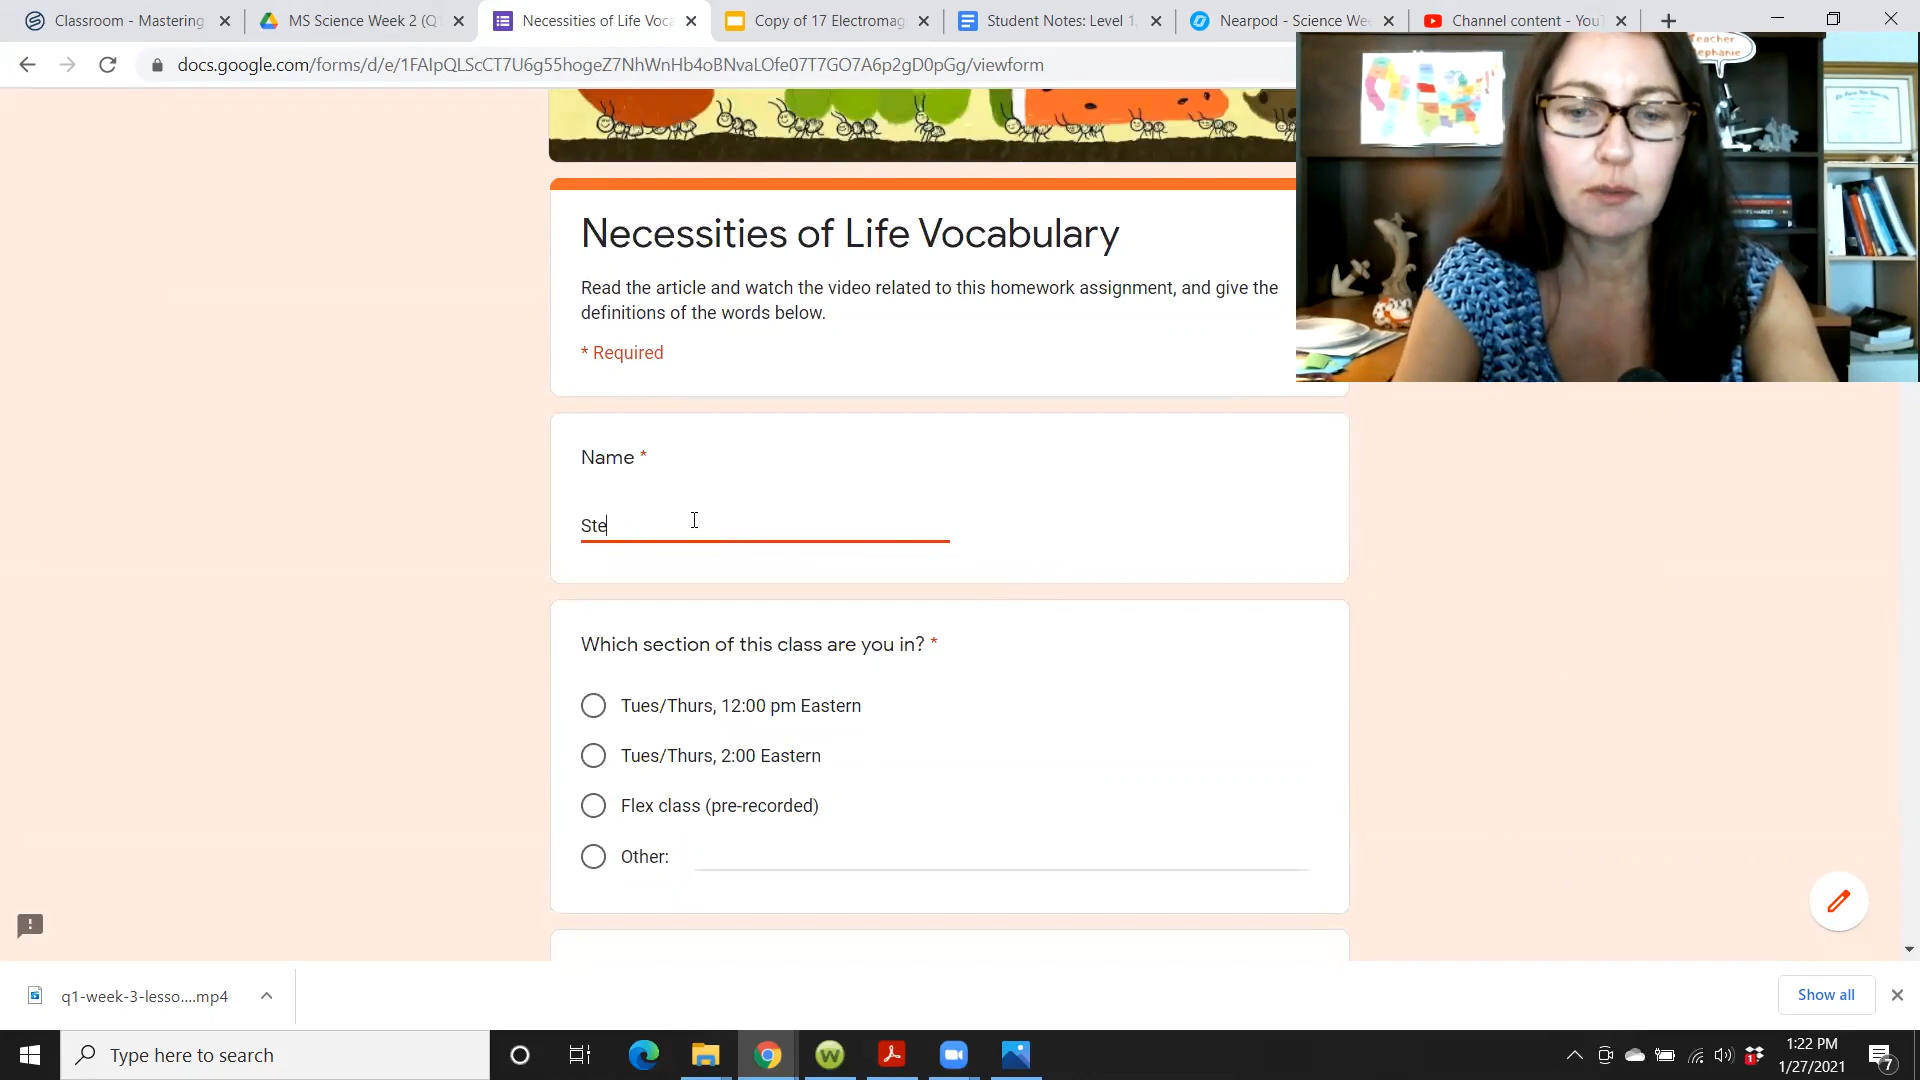 Classroom - Mastering
MS Science Week 2 (Q
Necessities of Life Voca
Copy of 17 Electromag
Student Notes: Level 1
Nearpod - Science Wee
Channel content - YouT
docs.google.com/forms/d/e/1FAIpQLScCT7U6g55hogeZ7NhWnHb4oBNvaLOfe07T7GO7A6p2gD0pGg/viewform
Teacher
Stephanie
Necessities of Life Vocabulary
Read the article and watch the video related to this homework assignment, and give the
definitions of the words below.
* Required
Name *
Ste
Which section of this class are you in? *
Tues/Thurs, 12:00 pm Eastern
Tues/Thurs, 2:00 Eastern
Flex class (pre-recorded)
Other:
q1-week-3-lesso....mp4
Show all
Type here to search
1:22 PM
1/27/2021
7